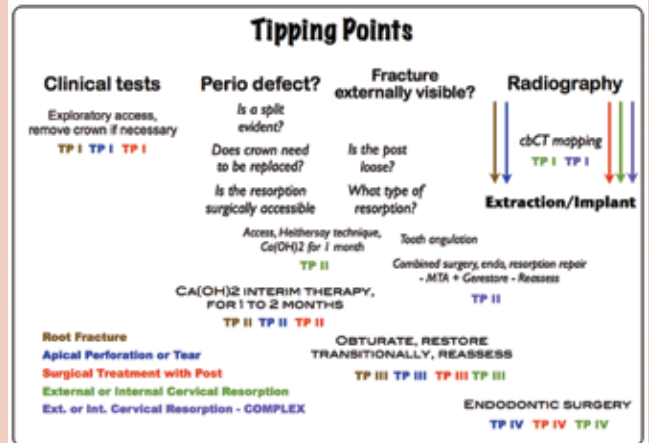 Tipping Points
Clinical tests
Exploratory access,
remove crown if necessary
TP I TP I TP I
Perio defect?
Is a split
evident?
Does crown need
to be replaced?
Is the resorption
surgically accessible
Fracture
externally visible?
Is the post
loose?
What type of
resorption?
Radiography
cbCT mapping
TP I TP I
Extraction/Implant
Access, Heithersay technique,
Ca(OH)2 for 1 month
TP II
Tooth angulation
Combined surgery, endo, resorption repair
- MTA + Gerestore - Reassess
TP II
CA(OH)2 INTERIM THERAPY,
FOR 1 TO 2 MONTHS
TP II TP II TP II
Root Fracture
Apical Perforation or Tear
Surgical Treatment with Post
External or Internal Cervical Resorption
Ext. or Int. Cervical Resorption - COMPLEX
OBTURATE, RESTORE
TRANSITIONALLY, REASSESS
TP III TP III TP III TP III
ENDODONTIC SURGERY
TP IV TP IV TP IV